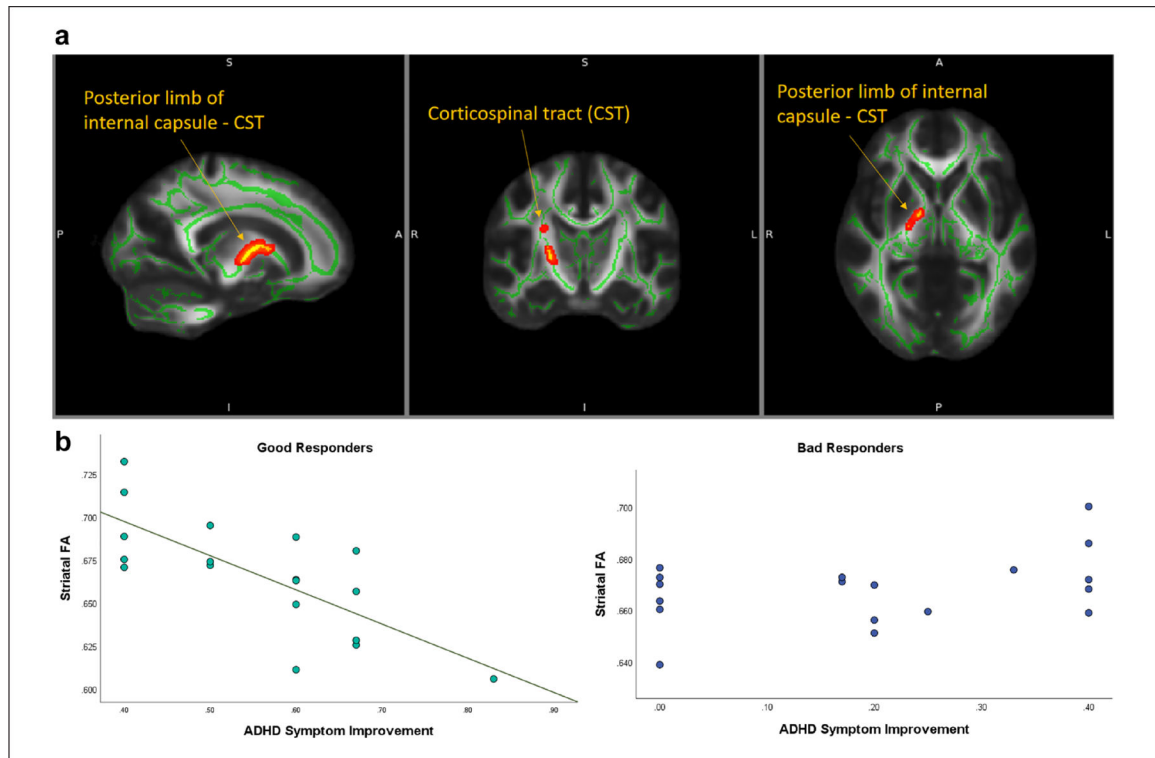 a
S
S
A
Posterior limb of
internal capsule - CST
Corticospinal tract (CST)
Posterior limb of internal
capsule - CST
P
A
R
L
R
L
I
I
P
b
Good Responders
Striatal FA
.725
.700
.675
.650
.625
.600
.40
.50
.60
.70
.80
.90
ADHD Symptom Improvement
Bad Responders
Striatal FA
.700
.680
.660
.640
.00
.10
.20
.30
.40
ADHD Symptom Improvement